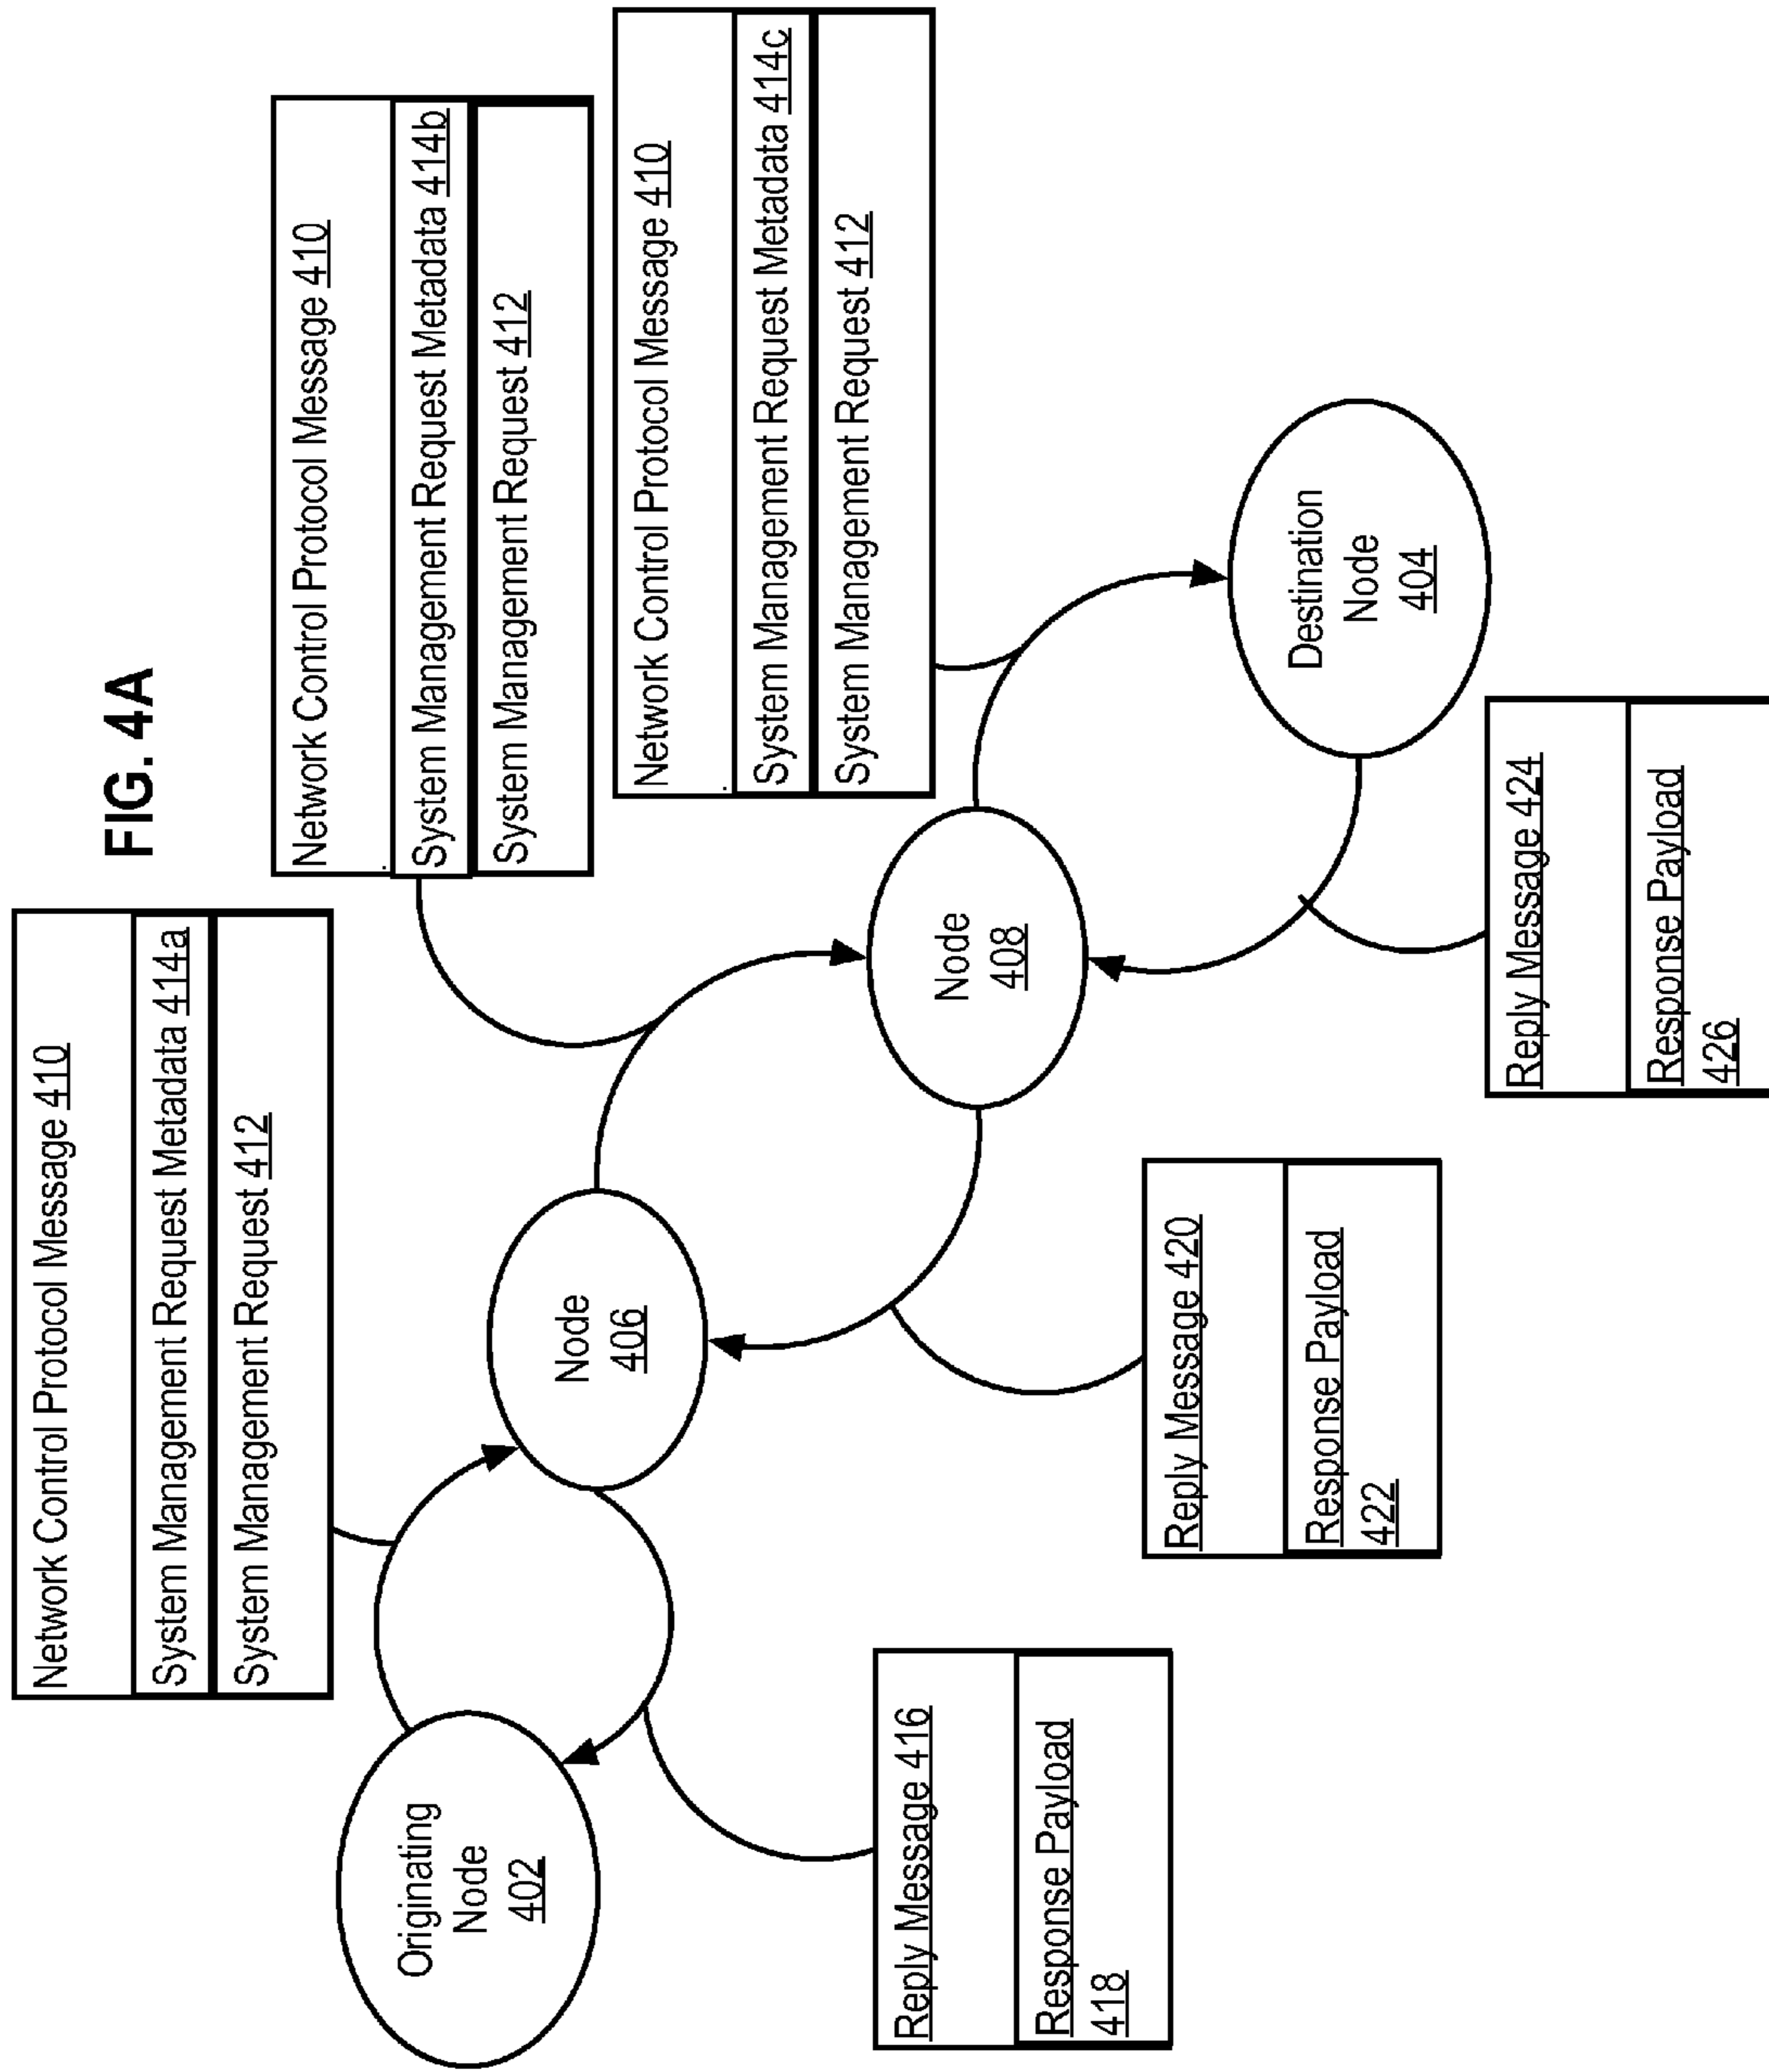 FIG. 4A
Network Control Protocol Message 410
System Management Request Metadata 414a
System Management Request 412
Network Control Protocol Message 410
System Management Request Metadata 414b
System Management Request 412
Network Control Protocol Message 410
System Management Request Metadata 414c
System Management Request 412
Originating
Node
402
Node
406
Node
408
Destination
Node
404
Reply Message 416
Response Payload
418
Reply Message 420
Response Payload
422
Reply Message 424
Response Payload
426